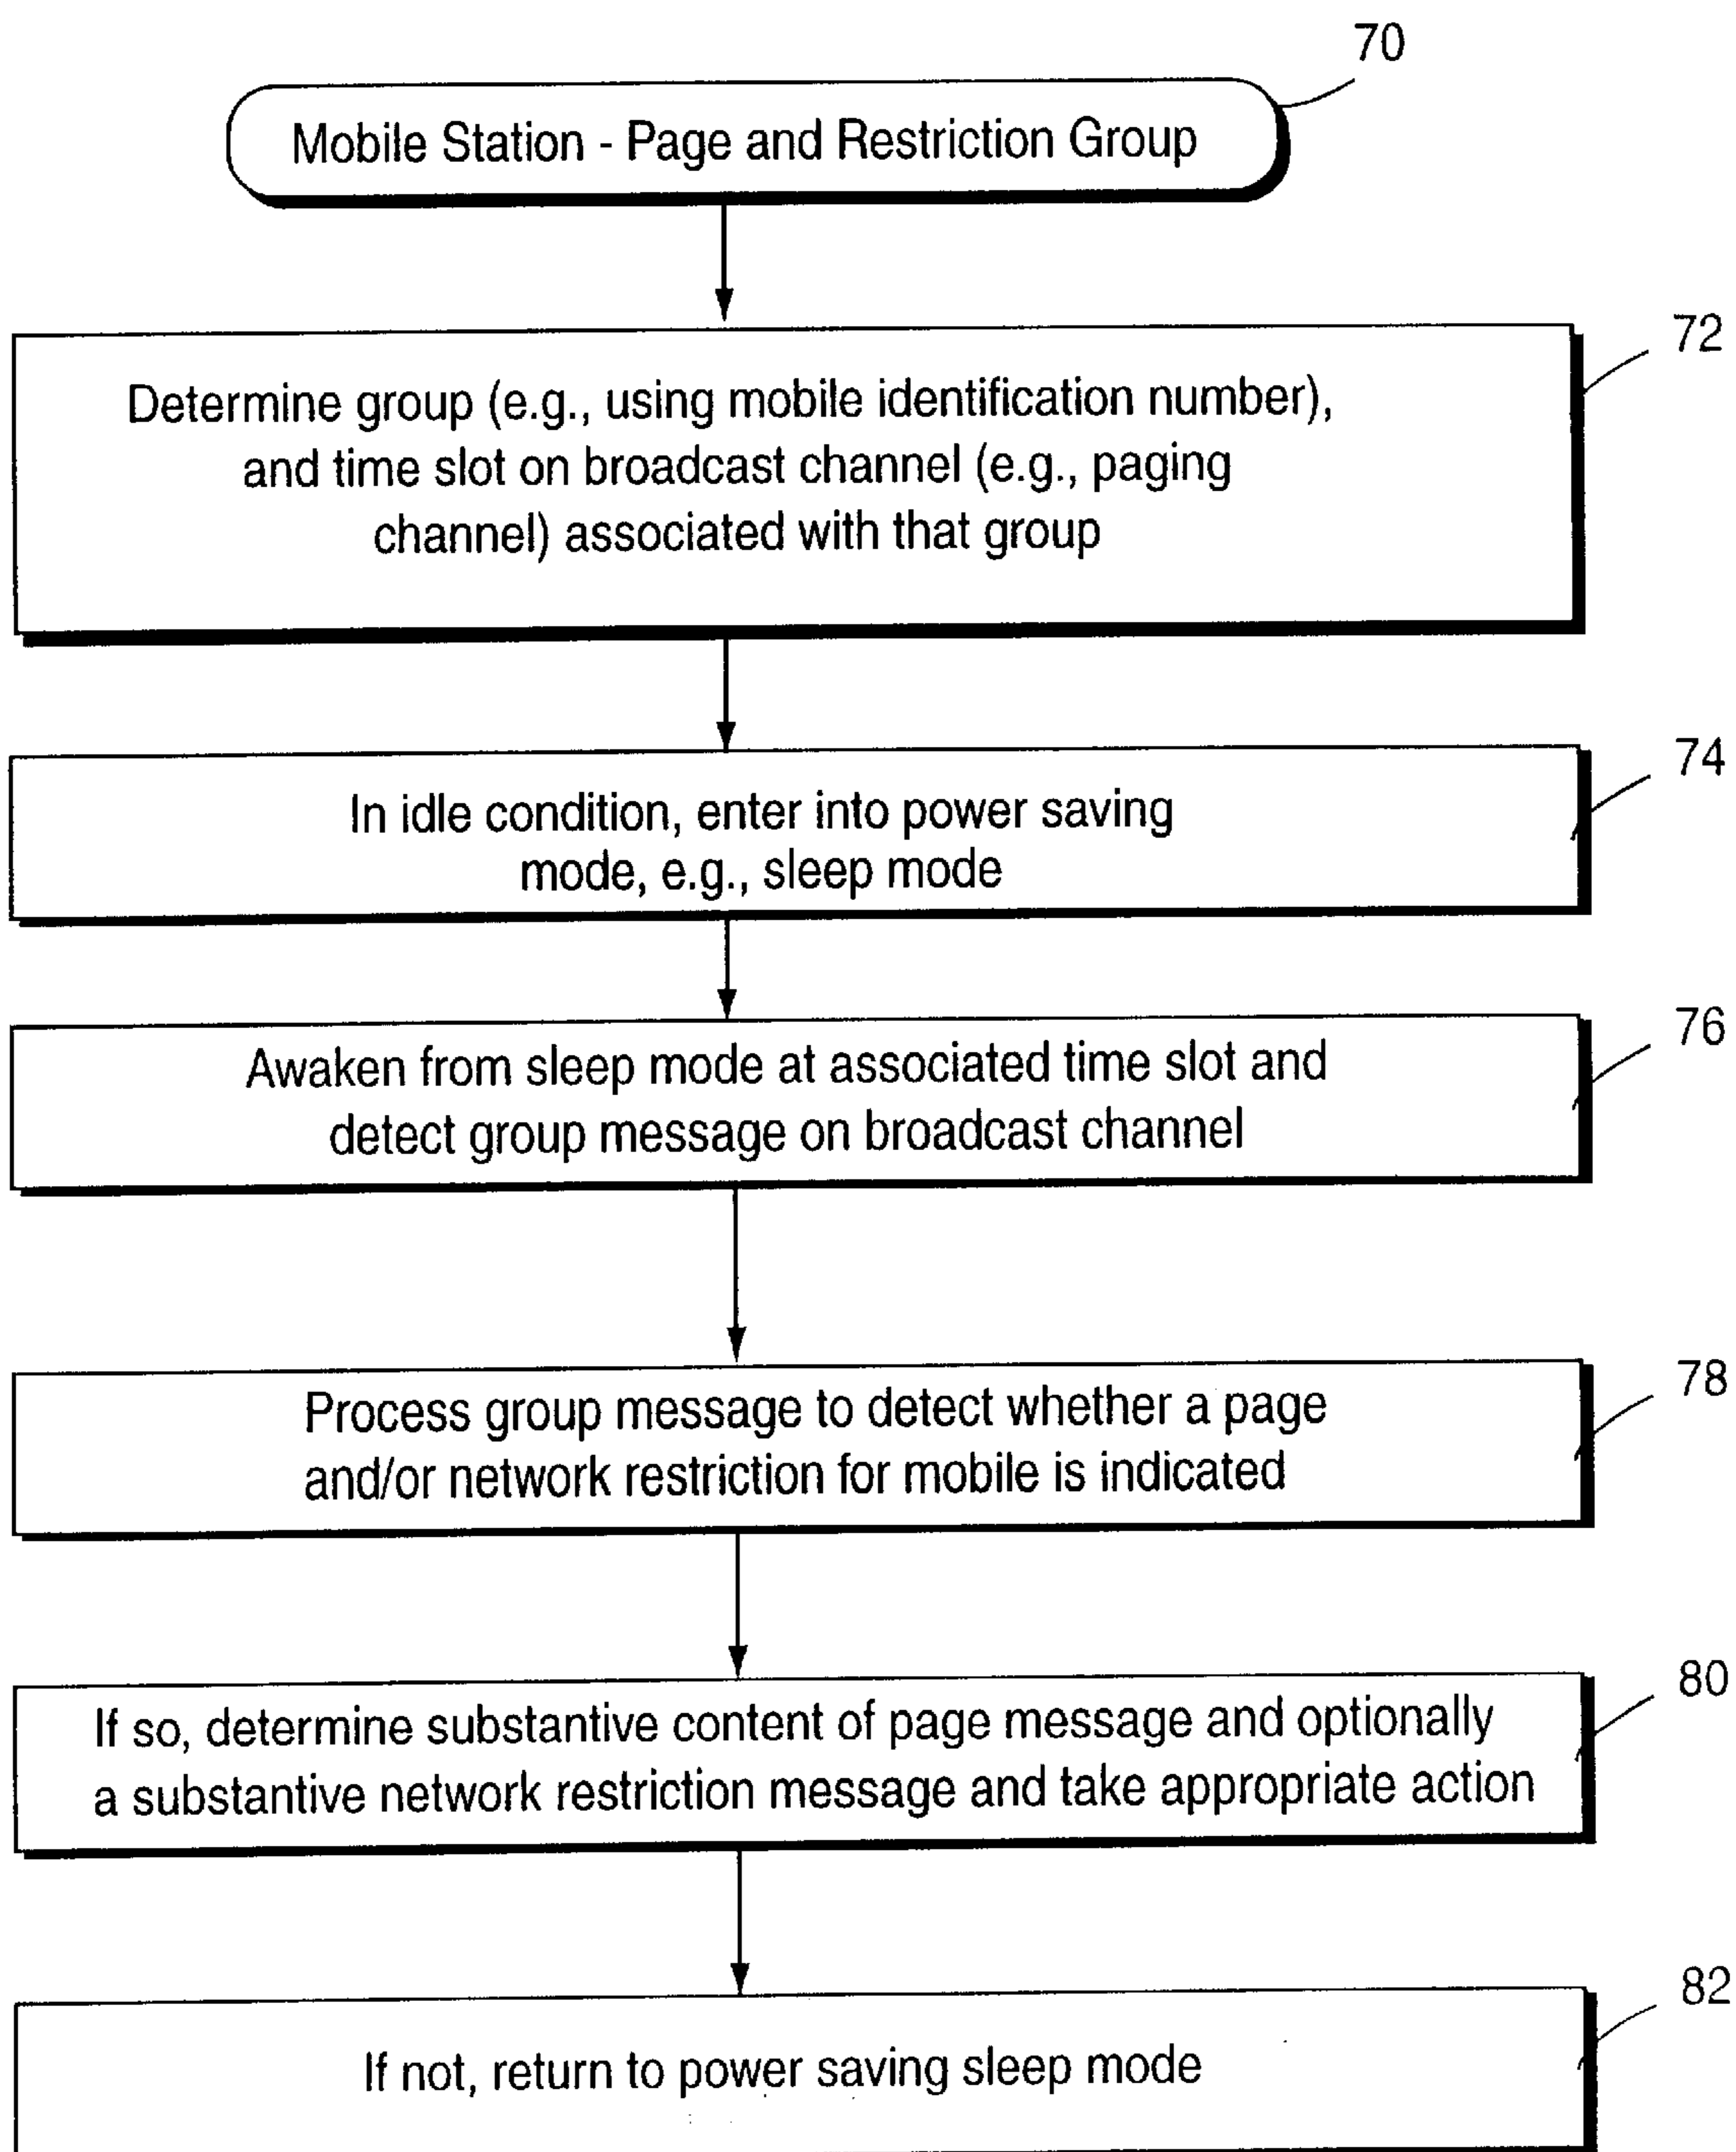 70
Mobile Station - Page and Restriction Group
72
Determine group (e.g., using mobile identification number),
and time slot on broadcast channel (e.g., paging
channel) associated with that group
74
In idle condition, enter into power saving
mode, e.g., sleep mode
76
Awaken from sleep mode at associated time slot and
detect group message on broadcast channel
78
Process group message to detect whether a page
and/or network restriction for mobile is indicated
80
If so, determine substantive content of page message and optionally
a substantive network restriction message and take appropriate action
82
If not, return to power saving sleep mode